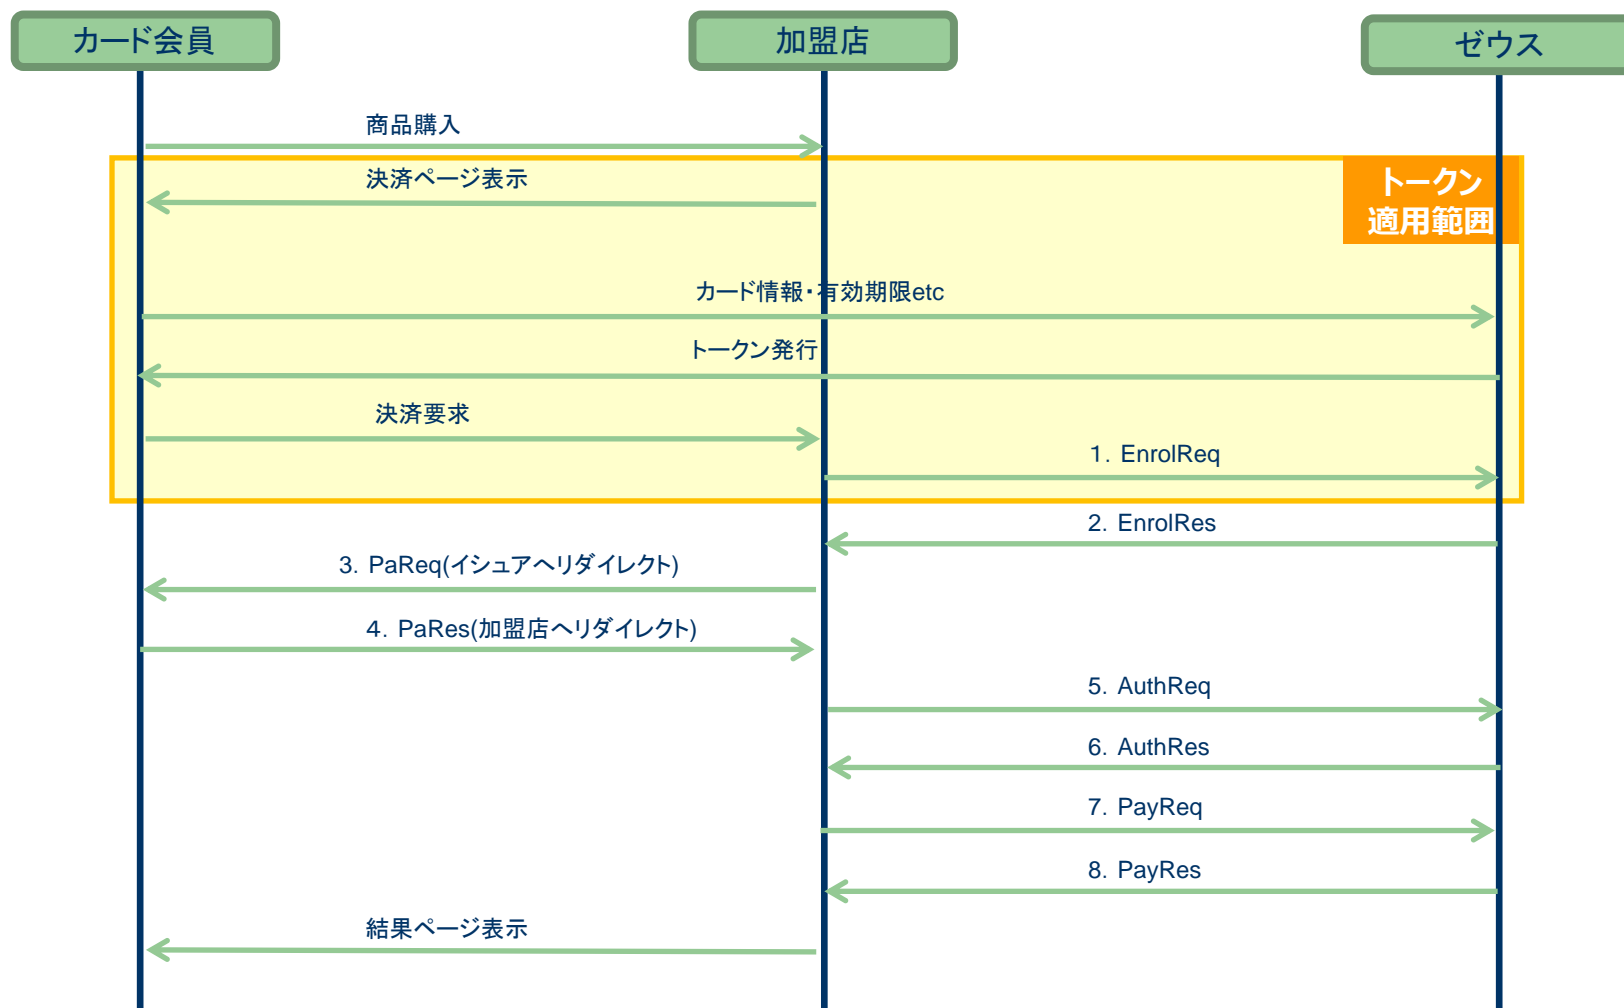 カード会員
加盟店
ゼウス
商品購入
決済ページ表示
トークン
適用範囲
カード情報・有効期限etc
トークン発行
決済要求
1. EnrolReq
2. EnrolRes
3. PaReq(イシュアへリダイレクト)
4. PaRes(加盟店へリダイレクト)
5. AuthReq
6. AuthRes
7. PayReq
8. PayRes
結果ページ表示